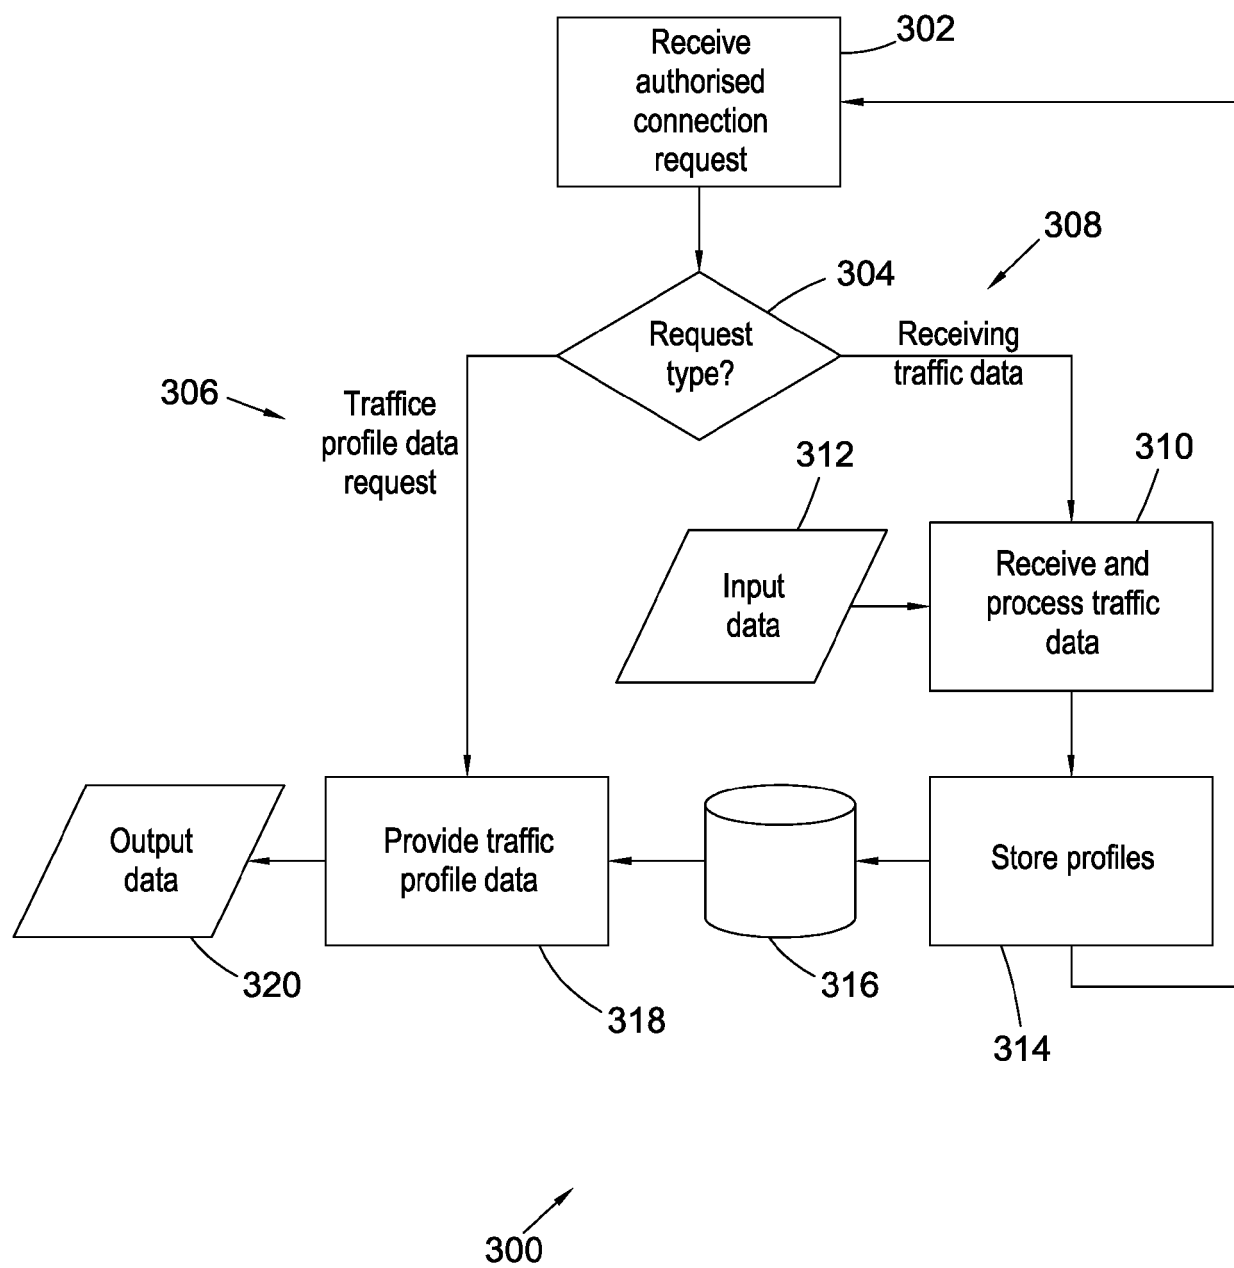 Receive
authorised
connection
request
302
308
304
Request
type?
Receiving
traffic data
306
Traffice
profile data
request
312
310
Input
data
Receive and
process traffic
data
Output
data
Provide traffic
profile data
Store profiles
320
318
316
314
300